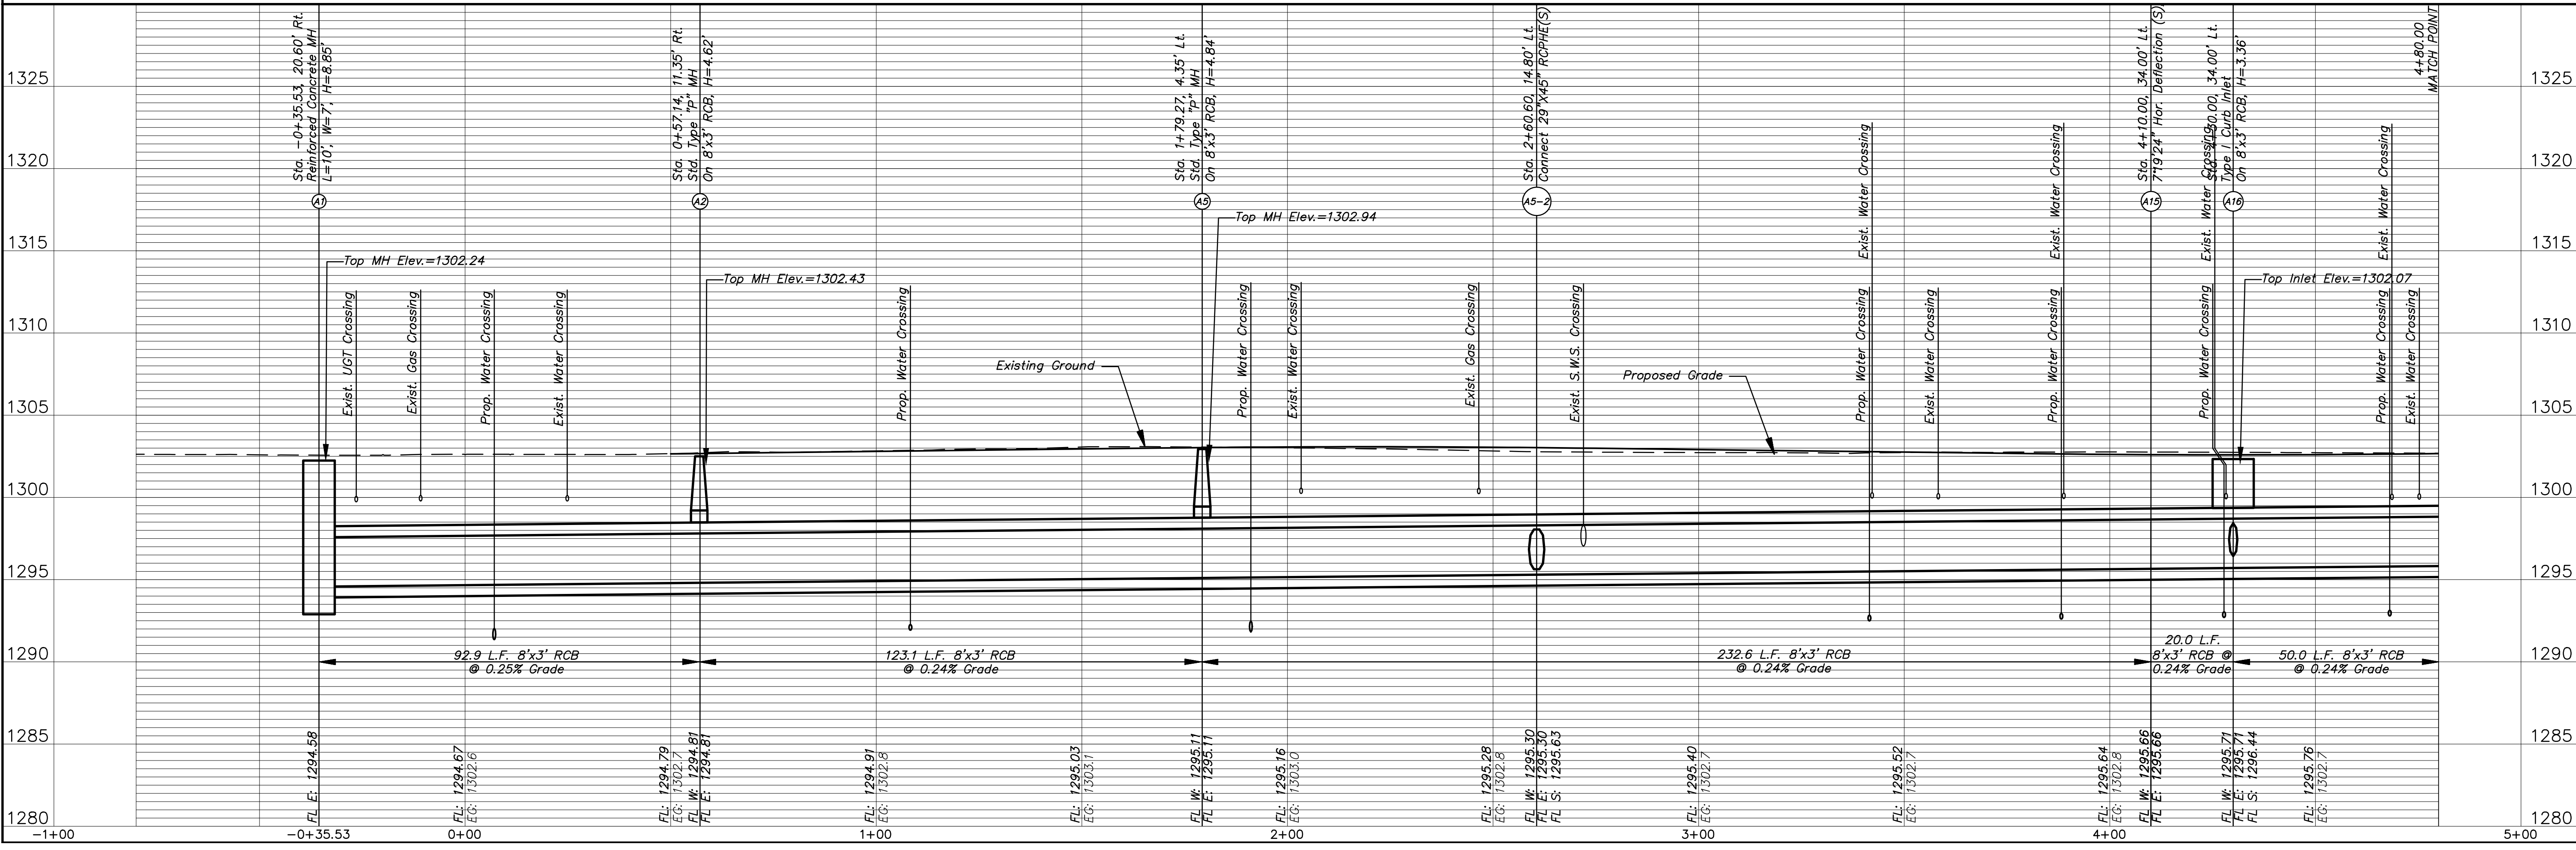 Sta. -0+35.53, 20.60' Rt.
Reinforced Concrete MH
L=10', W=7', H=8.85'
Sta. 0+57.14, 11.35' Rt.
Std. Type "P" MH
On 8'x3' RCB, H=4.62'
Sta. 1+79.27, 4.35' Lt.
Std. Type "P" MH
On 8'x3' RCB, H=4.84'
Sta. 2+60.60, 14.80' Lt.
Connect 29"X45" RCPHE(S)
Sta. 4+10.00, 34.00' Lt.
7°19'24" Hor. Deflection (S)
Sta. 4+30.00, 34.00' Lt.
Type I Curb Inlet
On 8'x3' RCB, H=3.36'
4+80.00
MATCH POINT
1325
1325
1320
1320
1315
1315
1310
1310
1305
1305
1300
1300
1295
1295
1290
1290
1285
1285
1280
1280
A1
A2
A5
A5-2
A15
A16
Top MH Elev.=1302.24
Top MH Elev.=1302.43
Top MH Elev.=1302.94
Top Inlet Elev.=1302.07
Exist. Water Crossing
Exist. Water Crossing
Exist. Water Crossing
Exist. Water Crossing
Exist. UGT Crossing
Exist. Gas Crossing
Prop. Water Crossing
Exist. Water Crossing
Prop. Water Crossing
Prop. Water Crossing
Exist. Water Crossing
Exist. Gas Crossing
Exist. S.W.S. Crossing
Prop. Water Crossing
Exist. Water Crossing
Prop. Water Crossing
Prop. Water Crossing
Prop. Water Crossing
Exist. Water Crossing
Existing Ground
Proposed Grade
92.9 L.F. 8'x3' RCB
@ 0.25% Grade
123.1 L.F. 8'x3' RCB
@ 0.24% Grade
232.6 L.F. 8'x3' RCB
@ 0.24% Grade
20.0 L.F.
8'x3' RCB @
0.24% Grade
50.0 L.F. 8'x3' RCB
@ 0.24% Grade
FL E: 1294.58
FL: 1294.67
EG: 1302.6
FL: 1294.79
EG: 1302.7
FL W: 1294.81
FL E: 1294.81
FL: 1294.91
EG: 1302.8
FL: 1295.03
EG: 1303.1
FL W: 1295.11
FL E: 1295.11
FL: 1295.16
EG: 1303.0
FL: 1295.28
EG: 1302.8
FL W: 1295.30
FL E: 1295.30
FL S: 1295.63
FL: 1295.40
EG: 1302.7
FL: 1295.52
EG: 1302.7
FL: 1295.64
EG: 1302.8
FL W: 1295.66
FL E: 1295.66
FL W: 1295.71
FL E: 1295.71
FL S: 1296.44
FL: 1295.76
EG: 1302.7
-1+00
-0+35.53
0+00
1+00
2+00
3+00
4+00
5+00